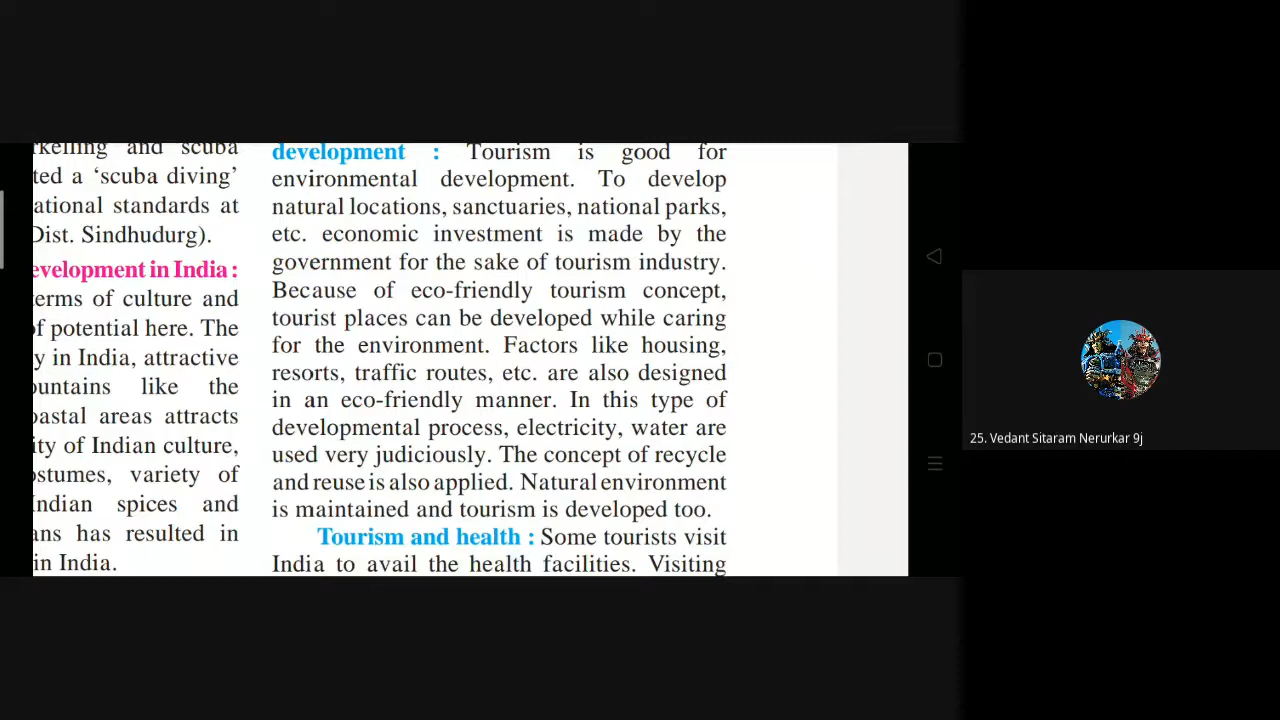 and scuba
ted a ‘scuba diving’
ational standards at
Dist. Sindhudurg).
evelopment in India :
terms of culture and
of potential here. The
y in India, attractive
ountains like the
oastal areas attracts
ity of Indian culture,
ostumes, variety of
Indian spices and
ans has resulted in
in India.
development : Tourism is good for
environmental development. To develop
natural locations, sanctuaries, national parks,
etc. economic investment is made by the
government for the sake of tourism industry.
Because of eco-friendly tourism concept,
tourist places can be developed while caring
for the environment. Factors like housing,
resorts, traffic routes, etc. are also designed
in an eco-friendly manner. In this type of
developmental process, electricity, water are
used very judiciously. The concept of recycle
and reuse is also applied. Natural environment
is maintained and tourism is developed too.
Tourism and health : Some tourists visit
India to avail the health facilities. Visiting
25. Vedant Sitaram Nerurkar 9j